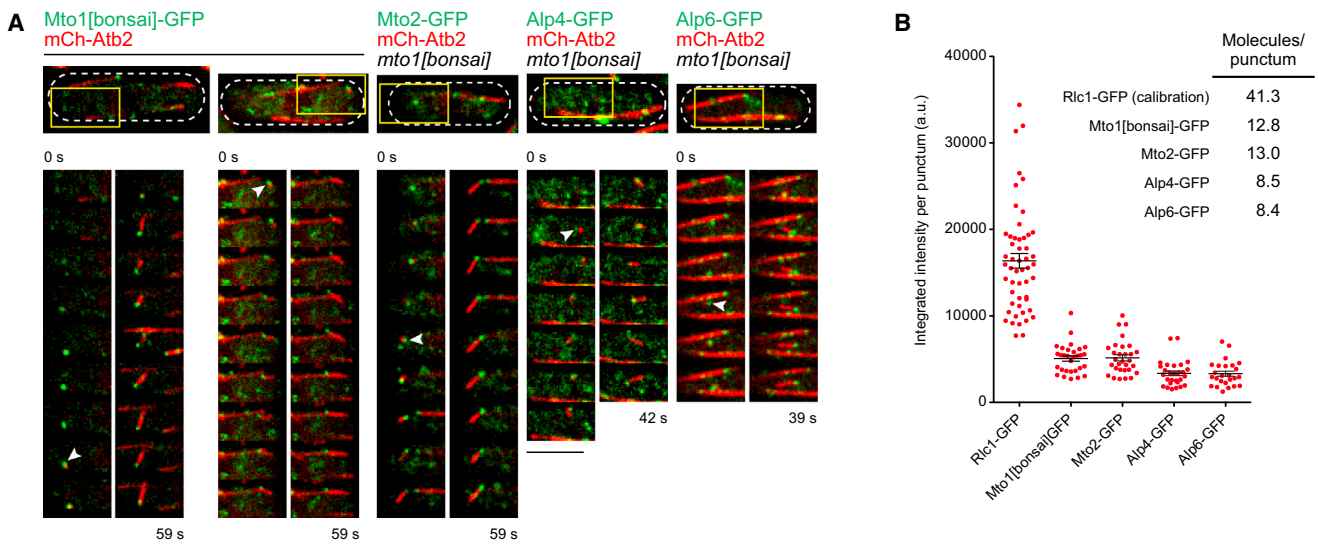 A
Mto1[bonsai]-GFP
mCh-Atb2
Mto2-GFP
mCh-Atb2
mto1[bonsai]
Alp4-GFP
mCh-Atb2
mto1[bonsai]
Alp6-GFP
mCh-Atb2
mto1[bonsai]
0 s
0 s
0 s
0 s
0 s
59 s
59 s
59 s
42 s
39 s
B
Integrated intensity per punctum (a.u.)
40000
30000
20000
10000
0
Molecules/
punctum
Rlc1-GFP (calibration) 41.3
Mto1[bonsai]-GFP 12.8
Mto2-GFP 13.0
Alp4-GFP 8.5
Alp6-GFP 8.4
Rlc1-GFP
Mto1[bonsai]GFP
Mto2-GFP
Alp4-GFP
Alp6-GFP